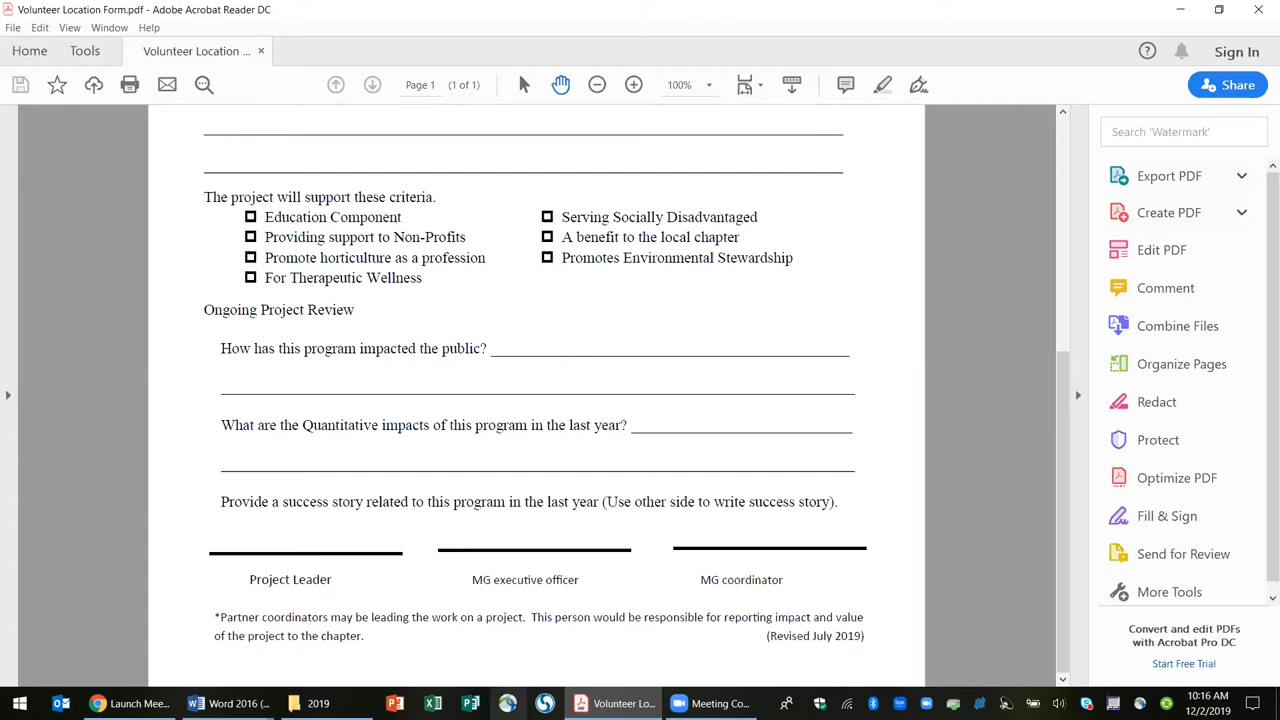 Volunteer Location Form.pdf - Adobe Acrobat Reader DC
File Edit View Window Help
Home Tools Volunteer Location ... × Sign In
Page 1 (1 of 1) 100% Share
Search 'Watermark'
The project will support these criteria.
Education Component Serving Socially Disadvantaged
Providing support to Non-Profits A benefit to the local chapter
Promote horticulture as a profession Promotes Environmental Stewardship
For Therapeutic Wellness
Ongoing Project Review
How has this program impacted the public?
What are the Quantitative impacts of this program in the last year?
Provide a success story related to this program in the last year (Use other side to write success story).
Project Leader MG executive officer MG coordinator
*Partner coordinators may be leading the work on a project. This person would be responsible for reporting impact and value
of the project to the chapter. (Revised July 2019)
Export PDF
Create PDF
Edit PDF
Comment
Combine Files
Organize Pages
Redact
Protect
Optimize PDF
Fill & Sign
Send for Review
More Tools
Convert and edit PDFs
with Acrobat Pro DC
Start Free Trial
Launch Mee... Word 2016 (... 2019 Volunteer Lo... Meeting Co... 10:16 AM
12/2/2019